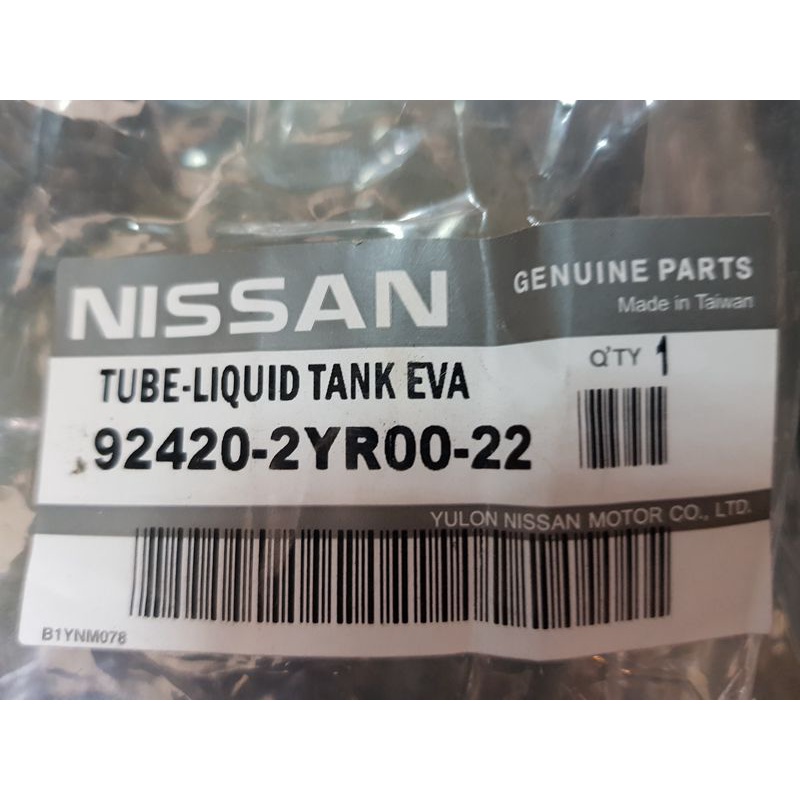 NISSAN
GENUINE PARTS
Made in Taiwan
TUBE-LIQUID TANK EVA
Q'TY 1
92420-2YR00-22
YULON NISSAN MOTOR CO., LTD.
B1YNM078